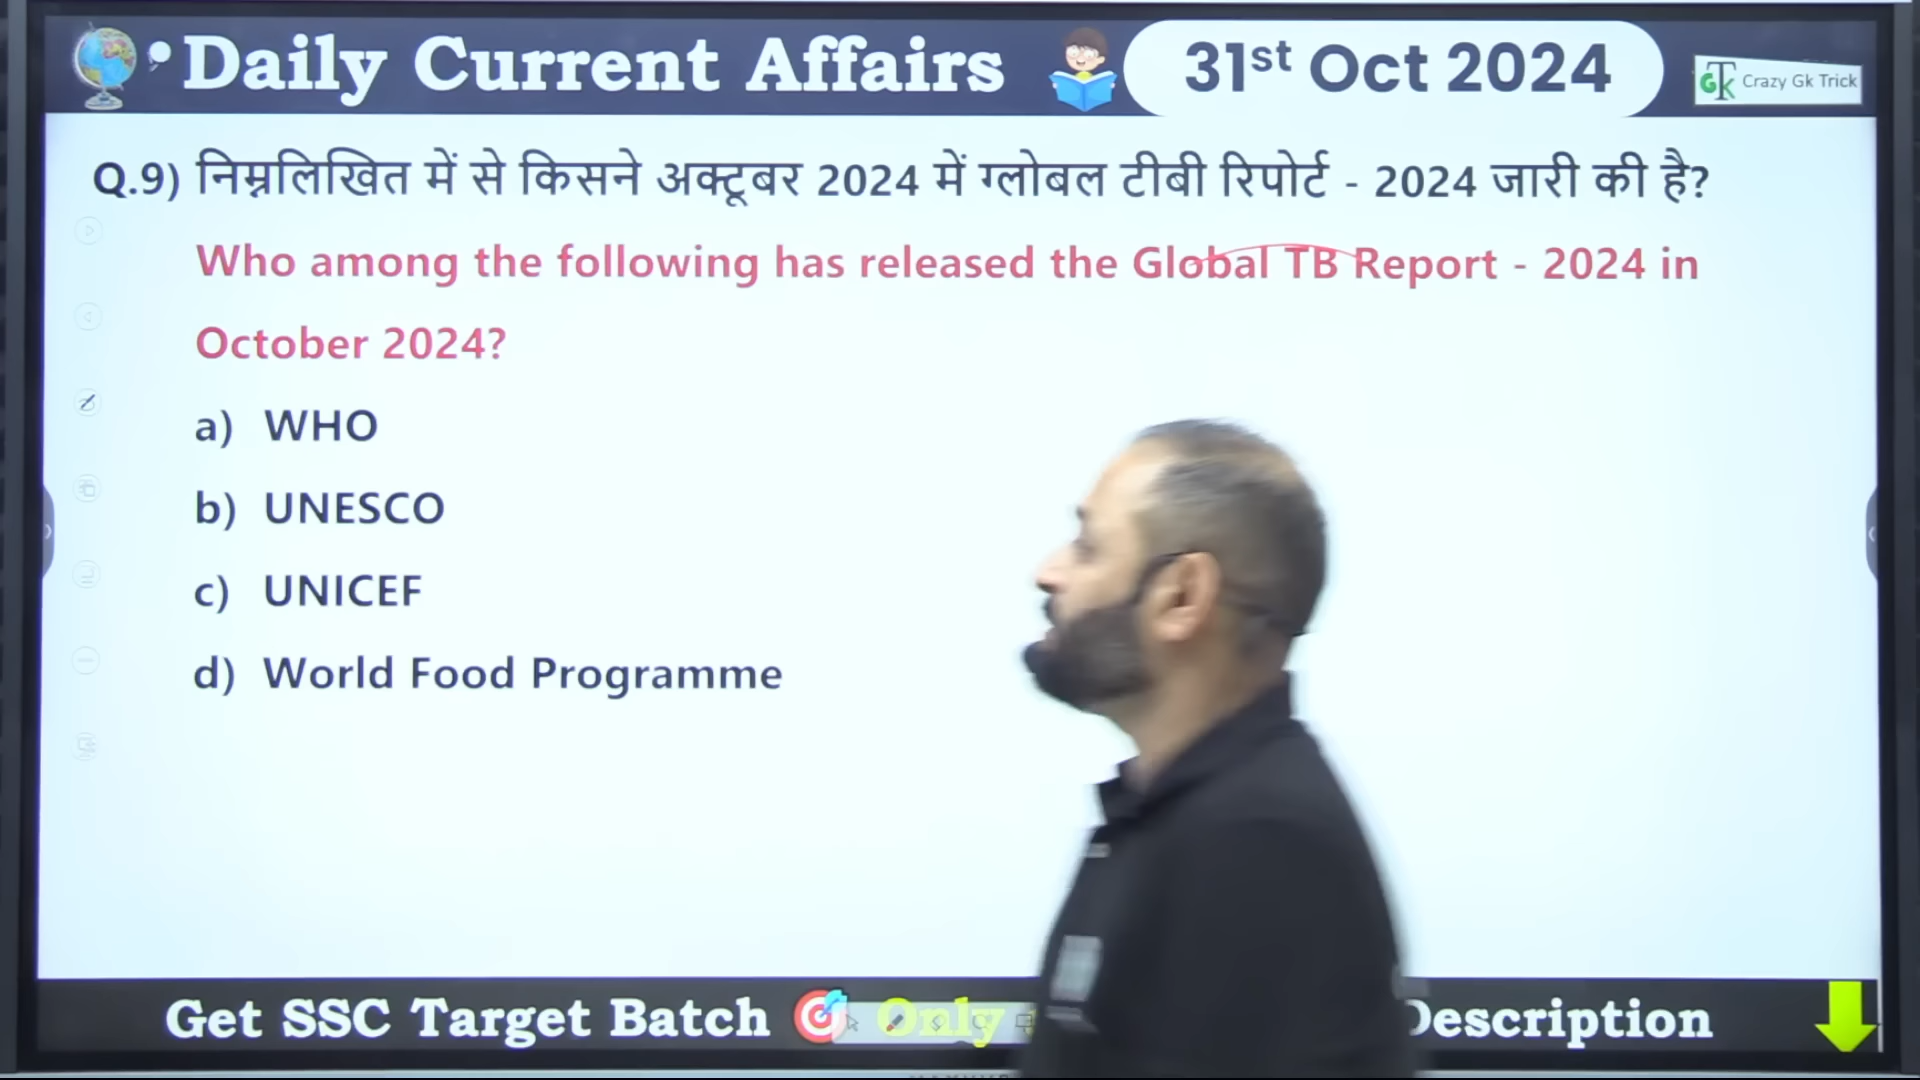 Daily Current Affairs
31st Oct 2024
GTK Crazy Gk Trick
Q.9) निम्नलिखित में से किसने अक्टूबर 2024 में ग्लोबल टीबी रिपोर्ट - 2024 जारी की है?
Who among the following has released the Global TB Report - 2024 in
October 2024?
a) WHO
b) UNESCO
c) UNICEF
d) World Food Programme
Get SSC Target Batch Only Description